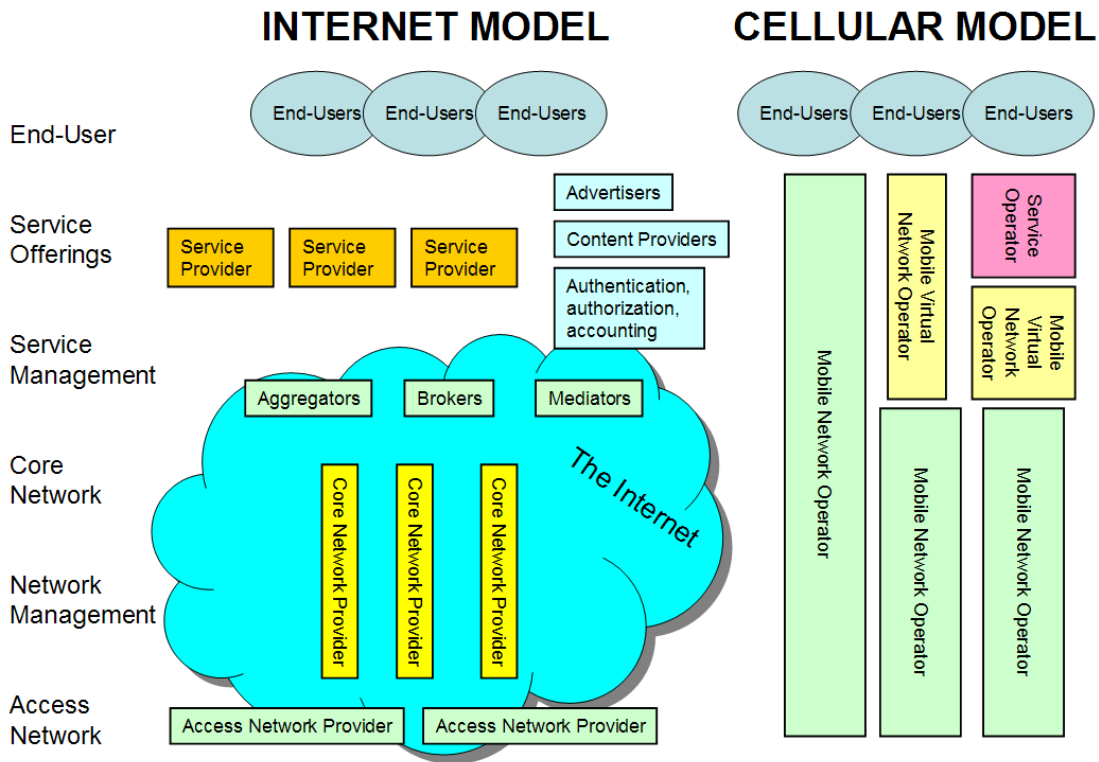 INTERNET MODEL
CELLULAR MODEL
End-Users
End-Users
End-Users
End-Users
End-Users
End-Users
End-User
Service
Offerings
Service
Management
Core
Network
Network
Management
Access
Network
Advertisers
Content Providers
Authentication,
authorization,
accounting
Service
Provider
Service
Provider
Service
Provider
Aggregators
Brokers
Mediators
The Internet
Core Network Provider
Core Network Provider
Core Network Provider
Access Network Provider
Access Network Provider
Mobile Network Operator
Mobile Virtual
Network Operator
Mobile Network Operator
Service
Operator
Mobile
Virtual
Network
Operator
Mobile Network Operator